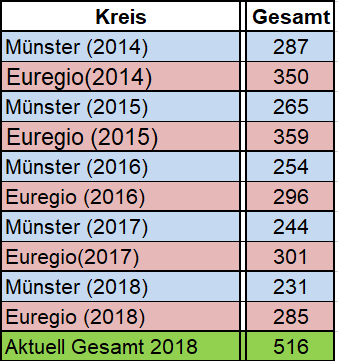 Kreis Gesamt
Münster (2014) 287
Euregio(2014) 350
Münster (2015) 265
Euregio (2015) 359
Münster (2016) 254
Euregio (2016) 296
Münster (2017) 244
Euregio(2017) 301
Münster (2018) 231
Euregio (2018) 285
Aktuell Gesamt 2018 516